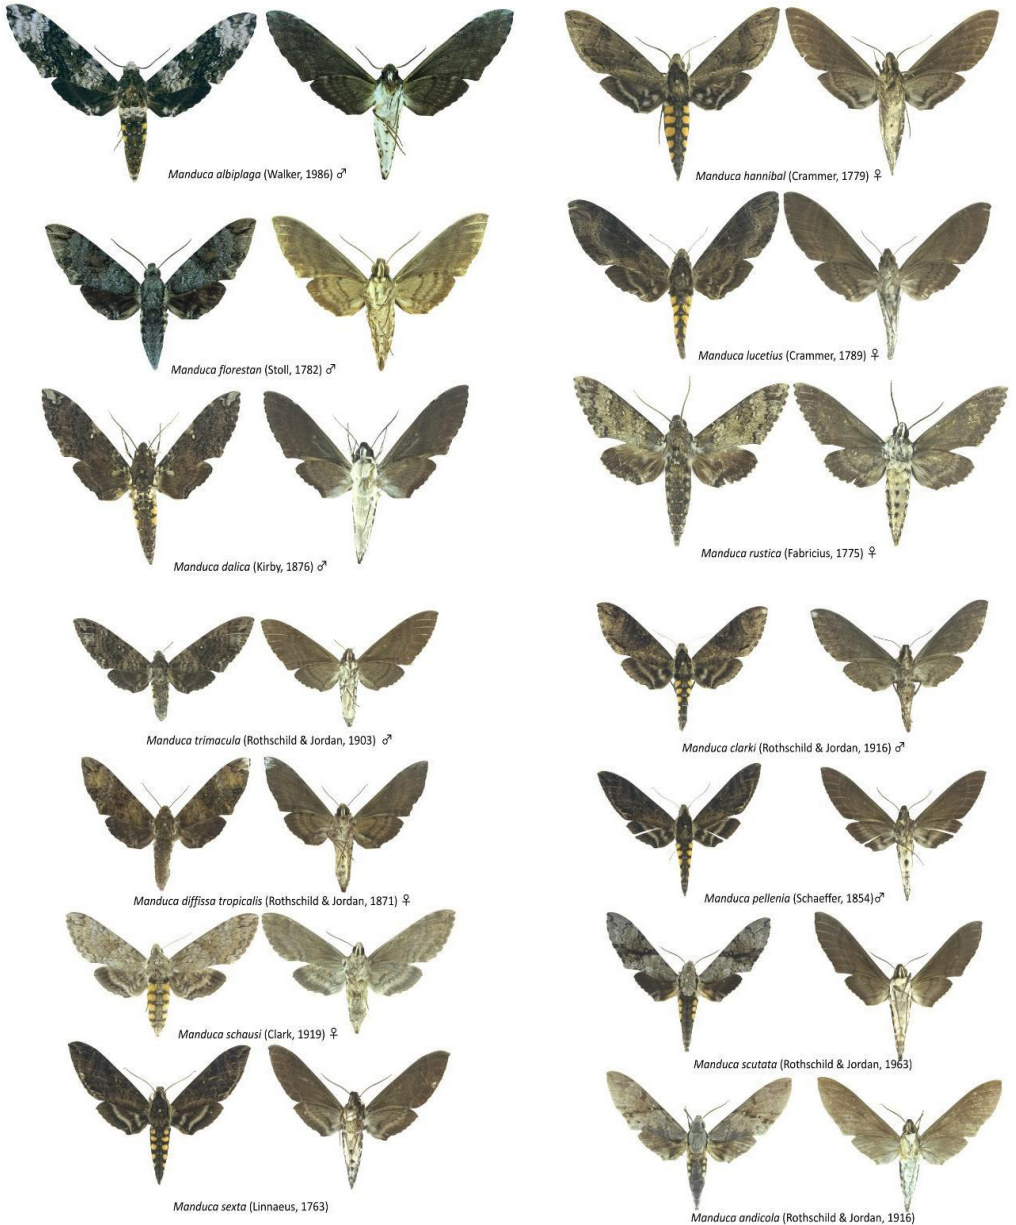 Manduca albiplaga (Walker, 1986) ♂
Manduca hannibal (Crammer, 1779) ♀
Manduca florestan (Stoll, 1782) ♂
Manduca lucetius (Crammer, 1789) ♀
Manduca dalica (Kirby, 1876) ♂
Manduca rustica (Fabricius, 1775) ♀
Manduca trimacula (Rothschild & Jordan, 1903) ♂
Manduca clarki (Rothschild & Jordan, 1916) ♂
Manduca diffissa tropicalis (Rothschild & Jordan, 1871) ♀
Manduca pellenia (Schaeffer, 1854)♂
Manduca schausi (Clark, 1919) ♀
Manduca scutata (Rothschild & Jordan, 1963)
Manduca sexta (Linnaeus, 1763)
Manduca andicola (Rothschild & Jordan, 1916)